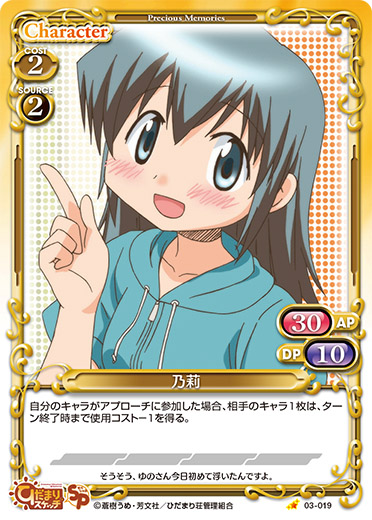 Precious Memories
Character
COST
2
SOURCE
2
30 AP
DP 10
乃莉
自分のキャラがアプローチに参加した場合、相手のキャラ1枚は、ター
ン終了時まで使用コスト−1を得る。
そうそう、ゆのさん今日初めて浮いたんですよ。
ひだまり
スケッチ
SP
©蒼樹うめ・芳文社／ひだまり荘管理組合
03-019